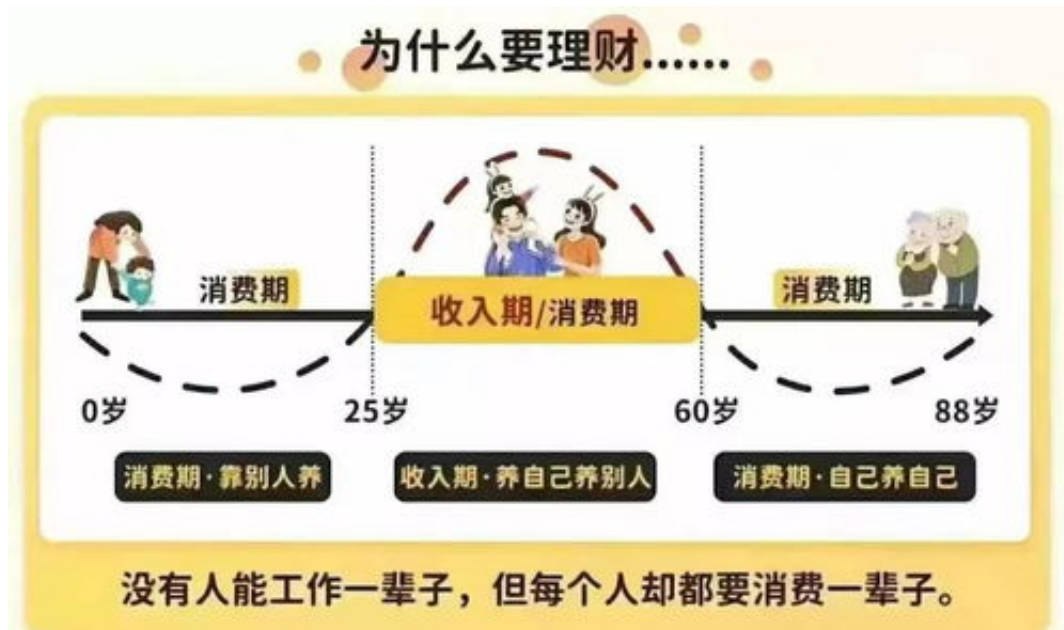 为什么要理财......
消费期
收入期/消费期
消费期
0岁
25岁
60岁
88岁
消费期·靠别人养
收入期·养自己养别人
消费期·自己养自己
没有人能工作一辈子，但每个人却都要消费一辈子。